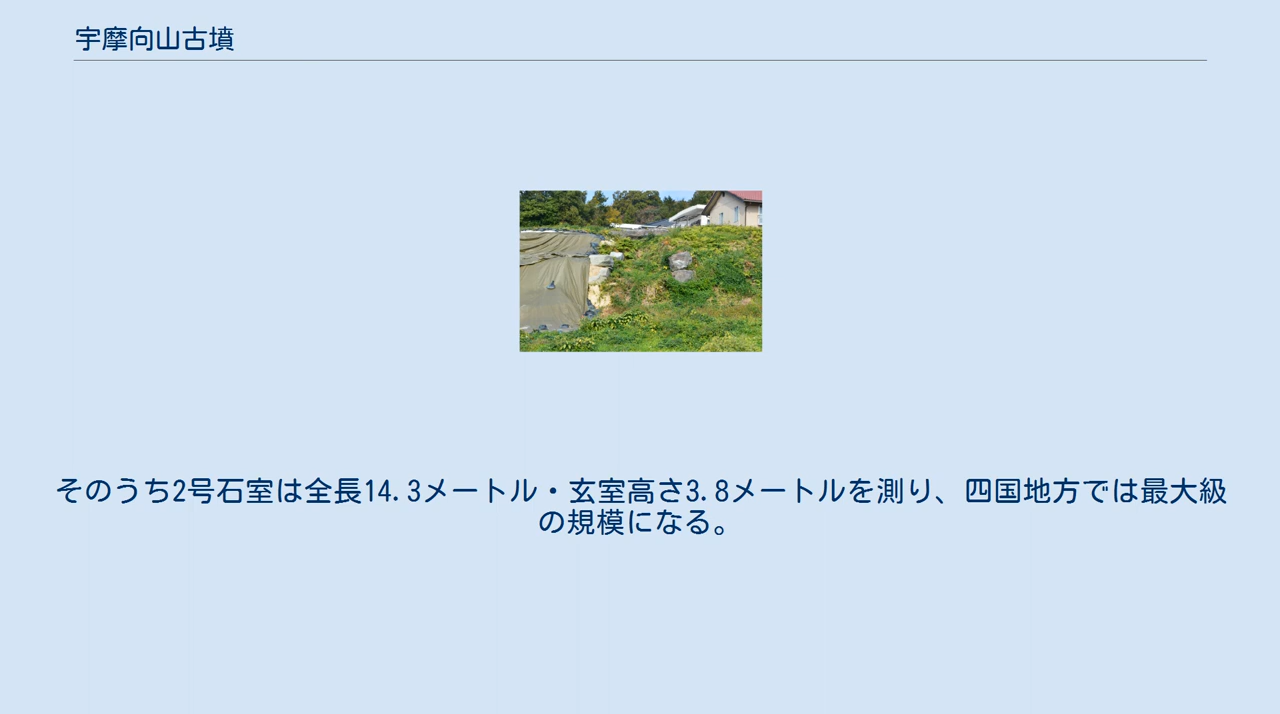 宇摩向山古墳
そのうち2号石室は全長14.3メートル・玄室高さ3.8メートルを測り、四国地方では最大級
の規模になる。